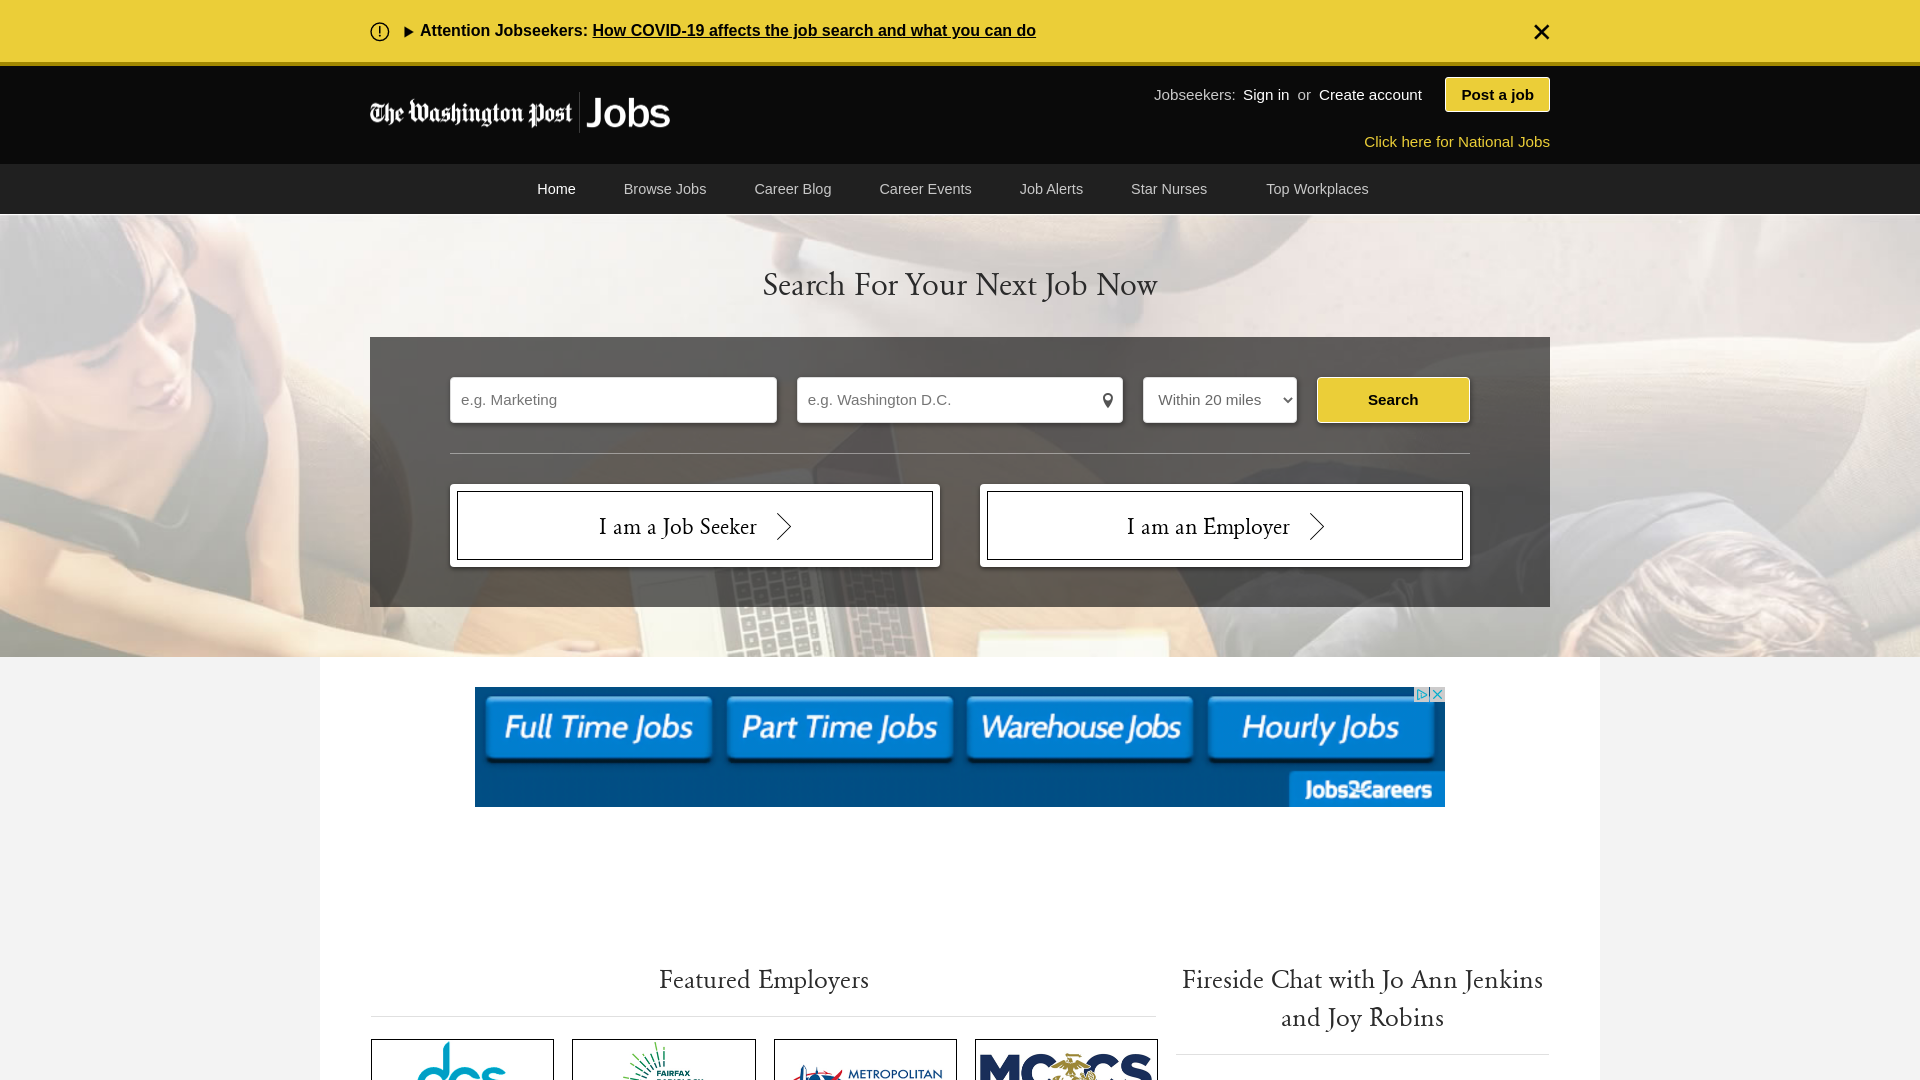 Attention Jobseekers: How COVID-19 affects the job search and what you can do
The Washington Post Jobs
Jobseekers: Sign in or Create account
Post a job
Click here for National Jobs
Home Browse Jobs Career Blog Career Events Job Alerts Star Nurses Top Workplaces
Search For Your Next Job Now
e.g. Marketing
e.g. Washington D.C.
Within 20 miles
Search
I am a Job Seeker
I am an Employer
Full Time Jobs
Part Time Jobs
Warehouse Jobs
Hourly Jobs
Jobs2Careers
Featured Employers
Fireside Chat with Jo Ann Jenkins
and Joy Robins
dcs
FAIRFAX
METROPOLITAN
MCCS